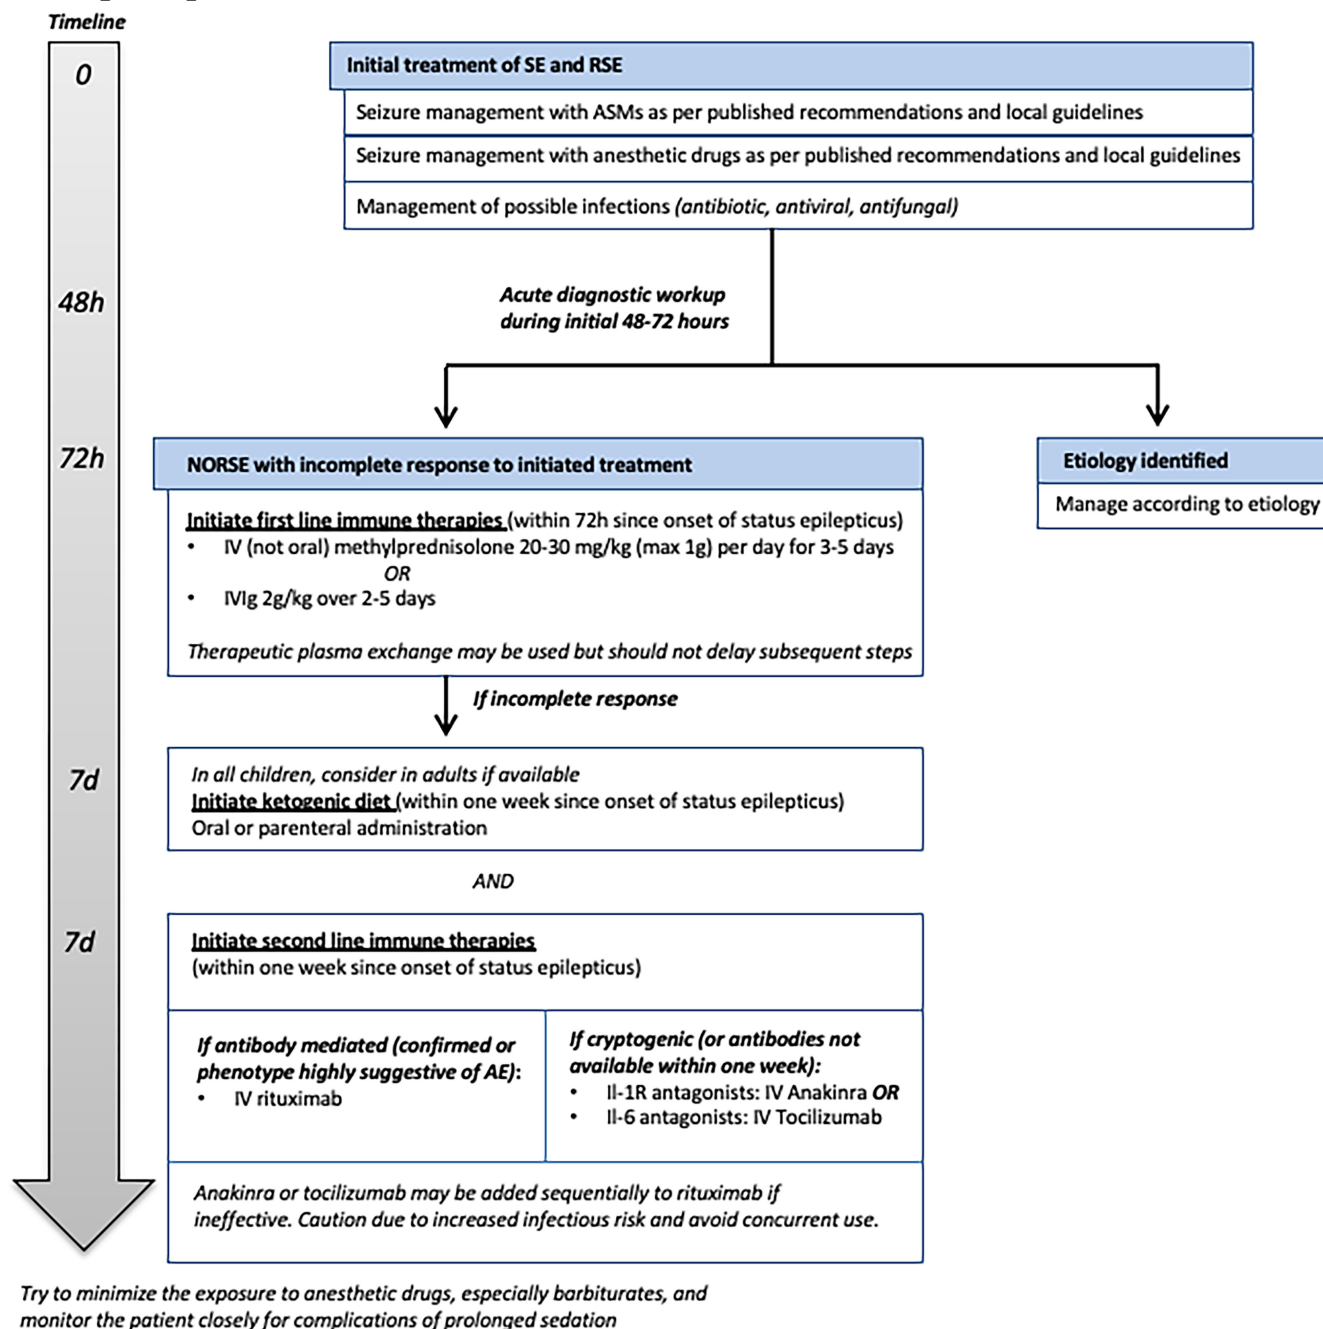 Timeline
0
Initial treatment of SE and RSE
Seizure management with ASMs as per published recommendations and local guidelines
Seizure management with anesthetic drugs as per published recommendations and local guidelines
Management of possible infections (antibiotic, antiviral, antifungal)
48h
Acute diagnostic workup
during initial 48-72 hours
72h
NORSE with incomplete response to initiated treatment
Initiate first line immune therapies (within 72h since onset of status epilepticus)
• IV (not oral) methylprednisolone 20-30 mg/kg (max 1g) per day for 3-5 days
OR
• IVIg 2g/kg over 2-5 days
Therapeutic plasma exchange may be used but should not delay subsequent steps
Etiology identified
Manage according to etiology
If incomplete response
7d
In all children, consider in adults if available
Initiate ketogenic diet (within one week since onset of status epilepticus)
Oral or parenteral administration
AND
7d
Initiate second line immune therapies
(within one week since onset of status epilepticus)
If antibody mediated (confirmed or
phenotype highly suggestive of AE):
• IV rituximab
If cryptogenic (or antibodies not
available within one week):
• Il-1R antagonists: IV Anakinra OR
• Il-6 antagonists: IV Tocilizumab
Anakinra or tocilizumab may be added sequentially to rituximab if
ineffective. Caution due to increased infectious risk and avoid concurrent use.
Try to minimize the exposure to anesthetic drugs, especially barbiturates, and
monitor the patient closely for complications of prolonged sedation